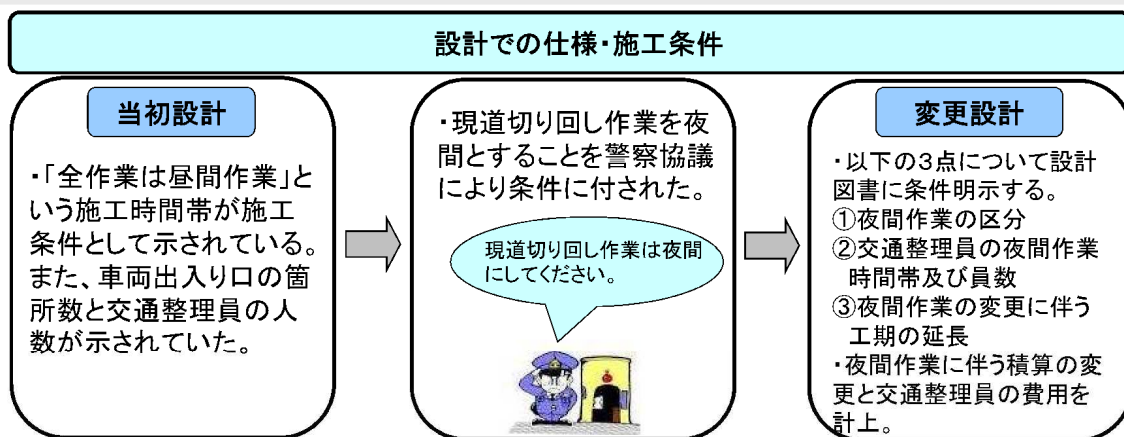 設計での仕様・施工条件
当初設計
・「全作業は昼間作業」と
いう施工時間帯が施工
条件として示されている。
また、車両出入り口の箇
所数と交通整理員の人
数が示されていた。
・現道切り回し作業を夜
間とすることを警察協議
により条件に付された。
現道切り回し作業は夜間
にしてください。
変更設計
・以下の3点について設計
図書に条件明示する。
①夜間作業の区分
②交通整理員の夜間作業
時間帯及び員数
③夜間作業の変更に伴う
工期の延長
・夜間作業に伴う積算の変
更と交通整理員の費用を
計上。